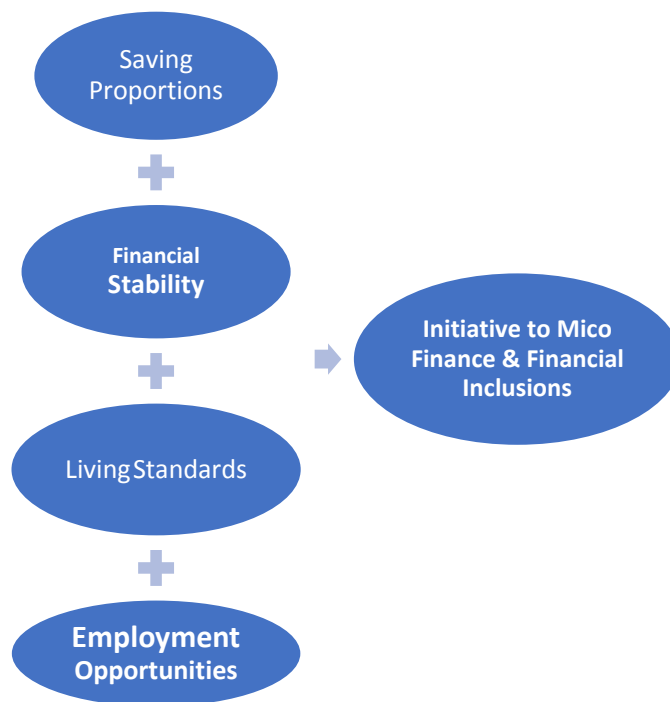 Saving
Proportions
Financial
Stability
Initiative to Mico
Finance & Financial
Inclusions
Living Standards
Employment
Opportunities